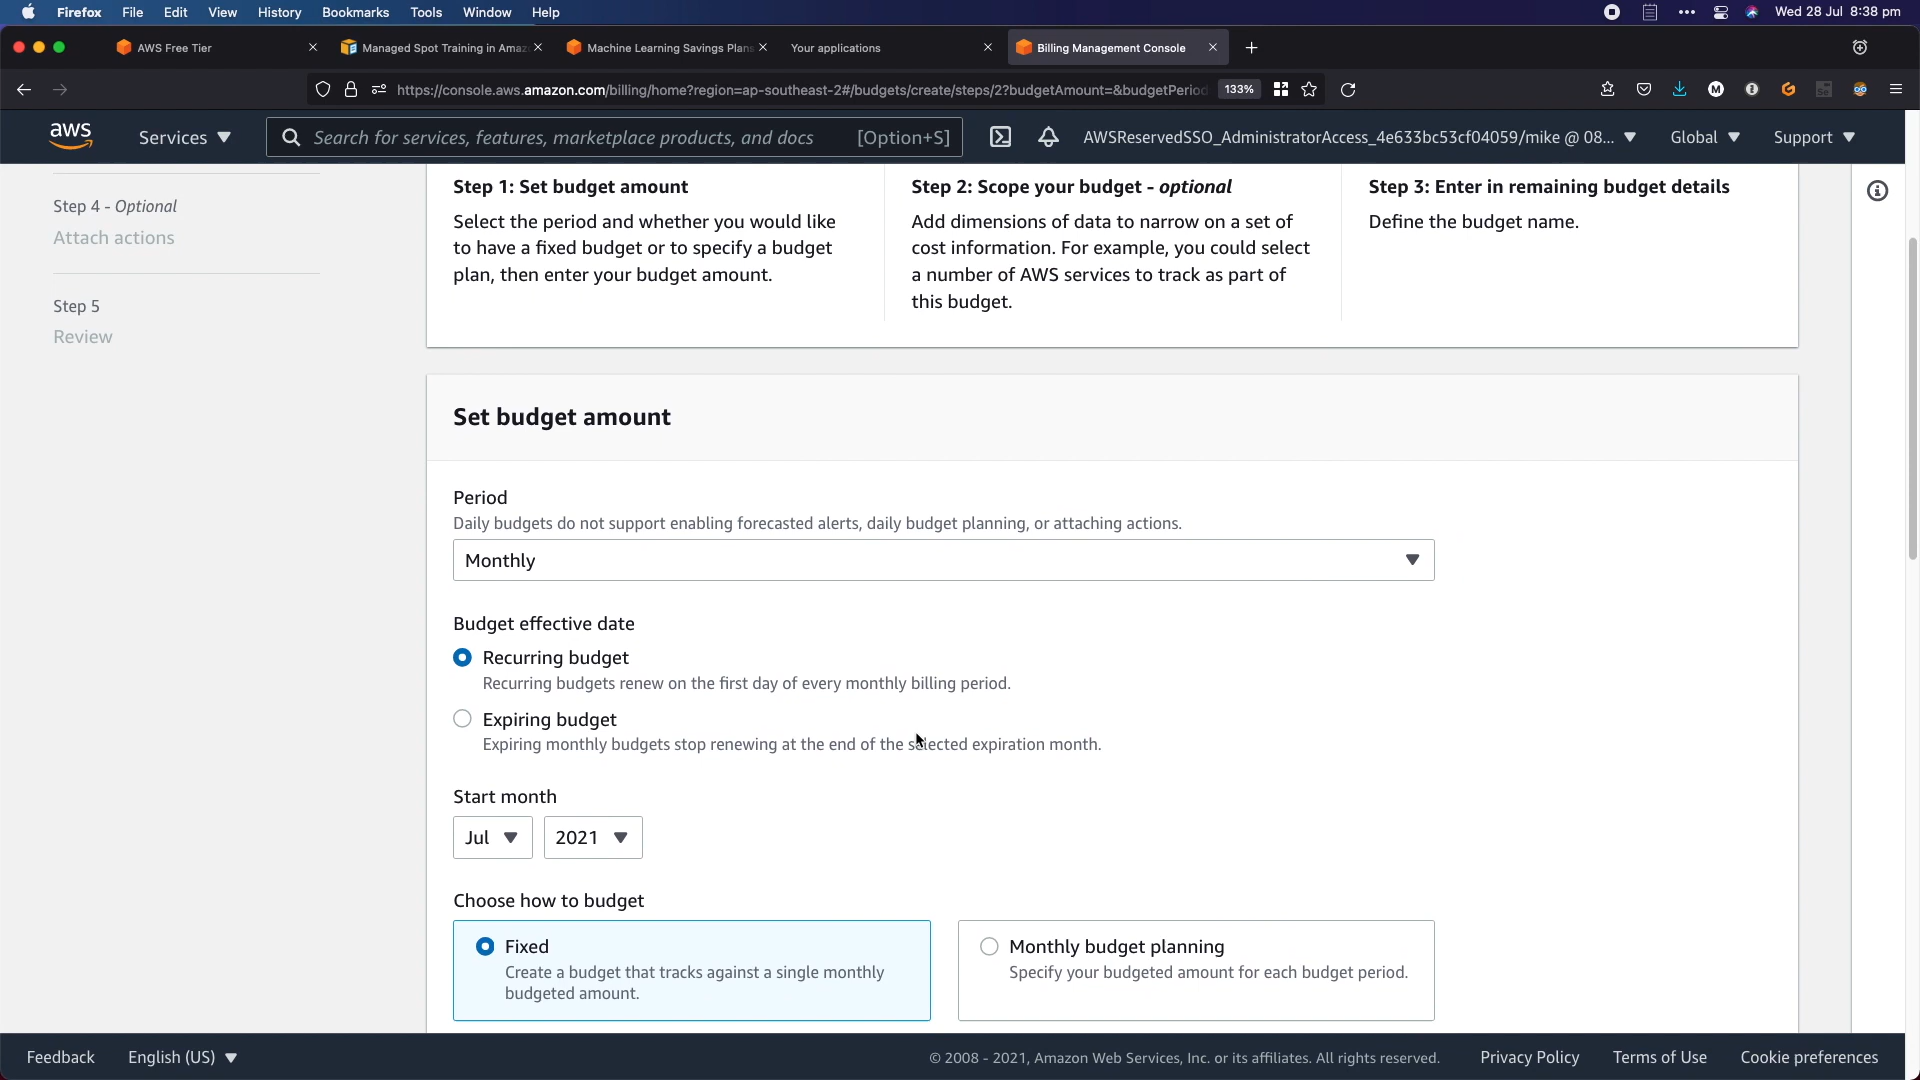 Firefox File Edit View History Bookmarks Tools Window Help Wed 28 Jul 8:38 pm
AWS Free Tier Managed Spot Training in Amaz Machine Learning Savings Plans Your applications Billing Management Console
https://console.aws.amazon.com/billing/home?region=ap-southeast-2#/budgets/create/steps/2?budgetAmount=&budgetPeriod 133%
aws Services Search for services, features, marketplace products, and docs [Option+S] AWSReservedSSO_AdministratorAccess_4e633bc53cf04059/mike @ 08... Global Support
Step 4 - Optional
Attach actions
Step 5
Review
Step 1: Set budget amount
Select the period and whether you would like
to have a fixed budget or to specify a budget
plan, then enter your budget amount.
Step 2: Scope your budget - optional
Add dimensions of data to narrow on a set of
cost information. For example, you could select
a number of AWS services to track as part of
this budget.
Step 3: Enter in remaining budget details
Define the budget name.
Set budget amount
Period
Daily budgets do not support enabling forecasted alerts, daily budget planning, or attaching actions.
Monthly
Budget effective date
Recurring budget
Recurring budgets renew on the first day of every monthly billing period.
Expiring budget
Expiring monthly budgets stop renewing at the end of the selected expiration month.
Start month
Jul 2021
Choose how to budget
Fixed
Create a budget that tracks against a single monthly
budgeted amount.
Monthly budget planning
Specify your budgeted amount for each budget period.
Feedback English (US) © 2008 - 2021, Amazon Web Services, Inc. or its affiliates. All rights reserved. Privacy Policy Terms of Use Cookie preferences